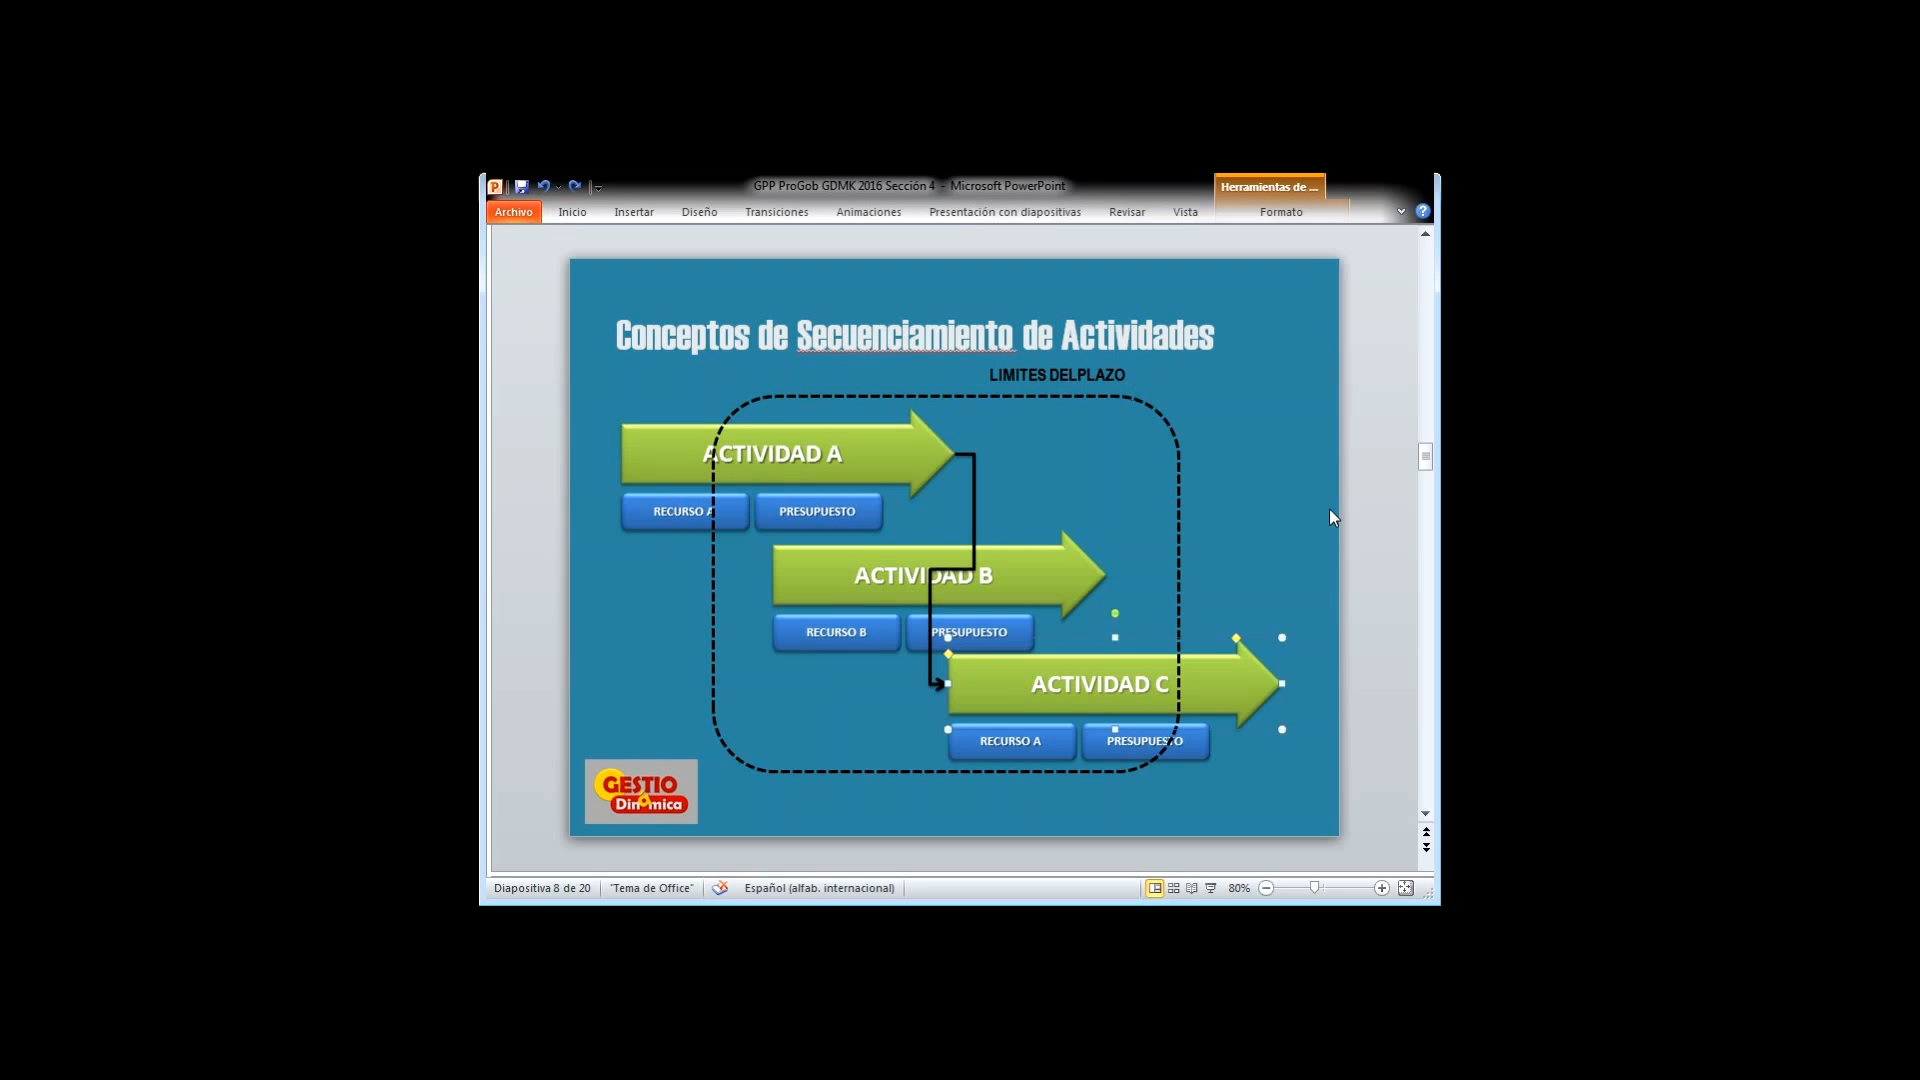 GPP ProGob GDMK 2016 Sección 4 - Microsoft PowerPoint
Herramientas de ...
Archivo Inicio Insertar Diseño Transiciones Animaciones Presentación con diapositivas Revisar Vista Formato
Conceptos de Secuenciamiento de Actividades
LIMITES DELPLAZO
ACTIVIDAD A
RECURSO A PRESUPUESTO
ACTIVIDAD B
RECURSO B PRESUPUESTO
ACTIVIDAD C
RECURSO A PRESUPUESTO
GESTIO
Dinámica
Diapositiva 8 de 20 "Tema de Office" Español (alfab. internacional) 80%